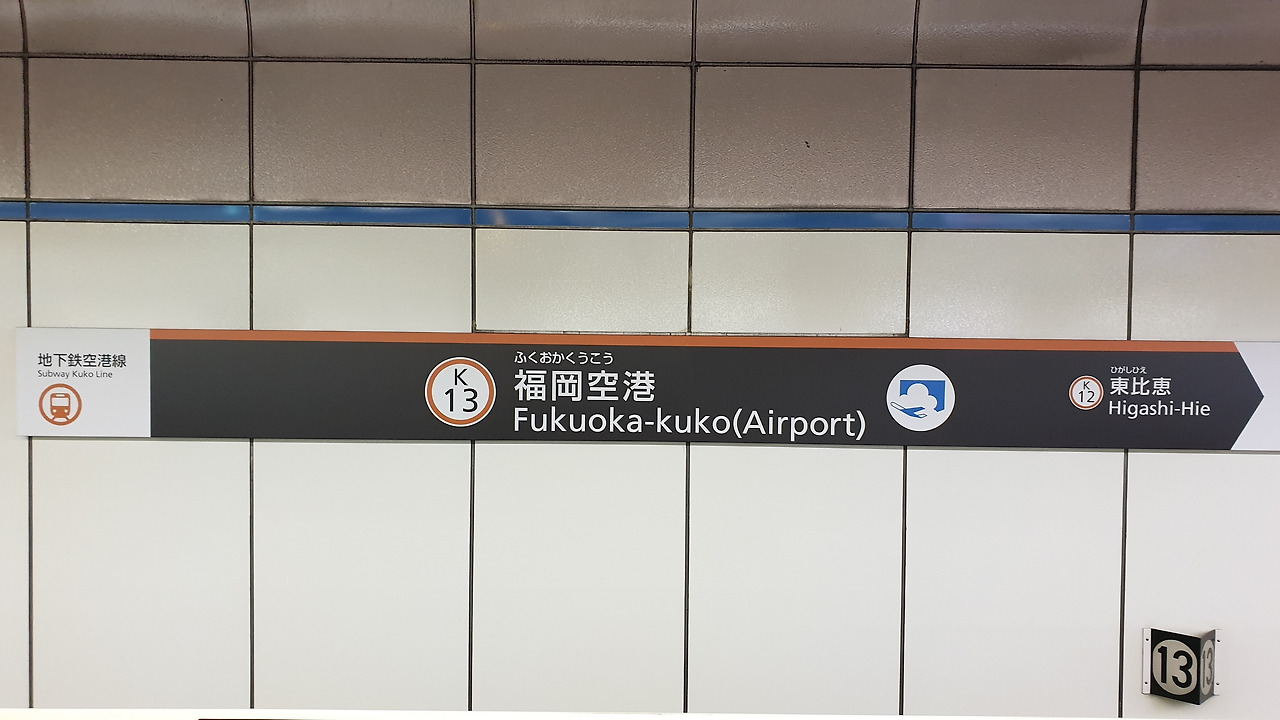 地下鉄空港線
Subway Kuko Line
K
13
ふくおかくうこう
福岡空港
Fukuoka-kuko(Airport)
K
12
ひがしひえ
東比恵
Higashi-Hie
13
13